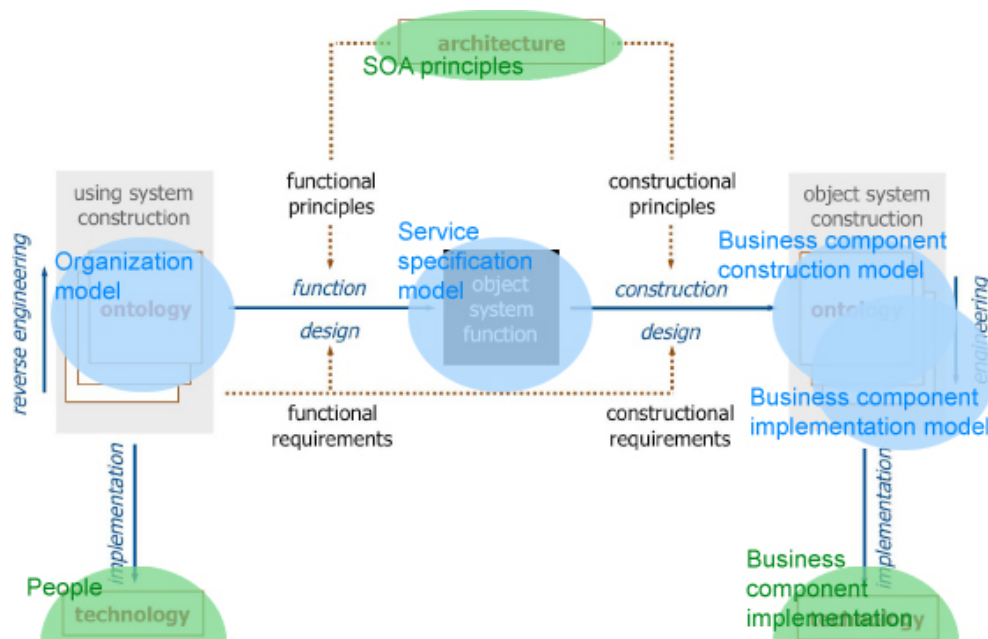 architecture
SOA principles
using system
construction
functional
principles
constructional
principles
object system
construction
Organization
model
ontology
Service
specification model
object
system
function
Business component
construction model
ontology
reverse engineering
function
design
construction
design
engineering
Business component
implementation model
functional
requirements
constructional
requirements
implementation
implementation
People
technology
Business
component
implementation
technology